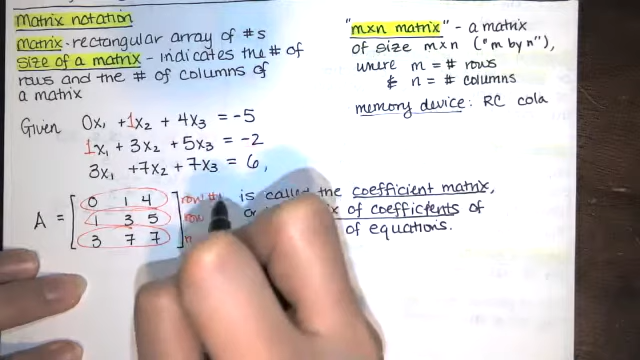 Matrix notation
Matrix - rectangular array of #s
size of a matrix - indicates the # of
rows and the # of columns of
a matrix
"m×n matrix" - a matrix
of size m×n ("m by n"),
where m = # rows
& n = # columns
memory device: RC cola
Given 0x₁ + 1x₂ + 4x₃ = -5
1x₁ + 3x₂ + 5x₃ = -2
3x₁ + 7x₂ + 7x₃ = 6,
A = [0 1 4] row #1 is called the coefficient matrix,
[1 3 5] row of coefficients of
[3 7 7] of equations.